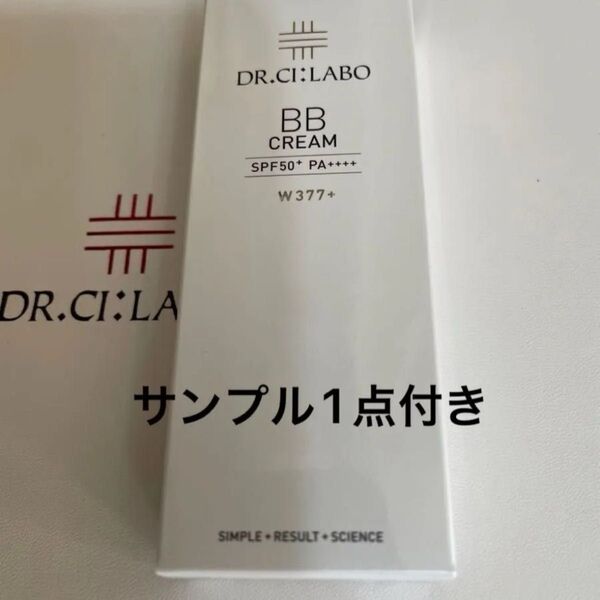 DR.CI:LABO
BB
CREAM
SPF50+ PA++++
W377+
DR.CI:LA
サンプル1点付き
SIMPLE+RESULT+SCIENCE